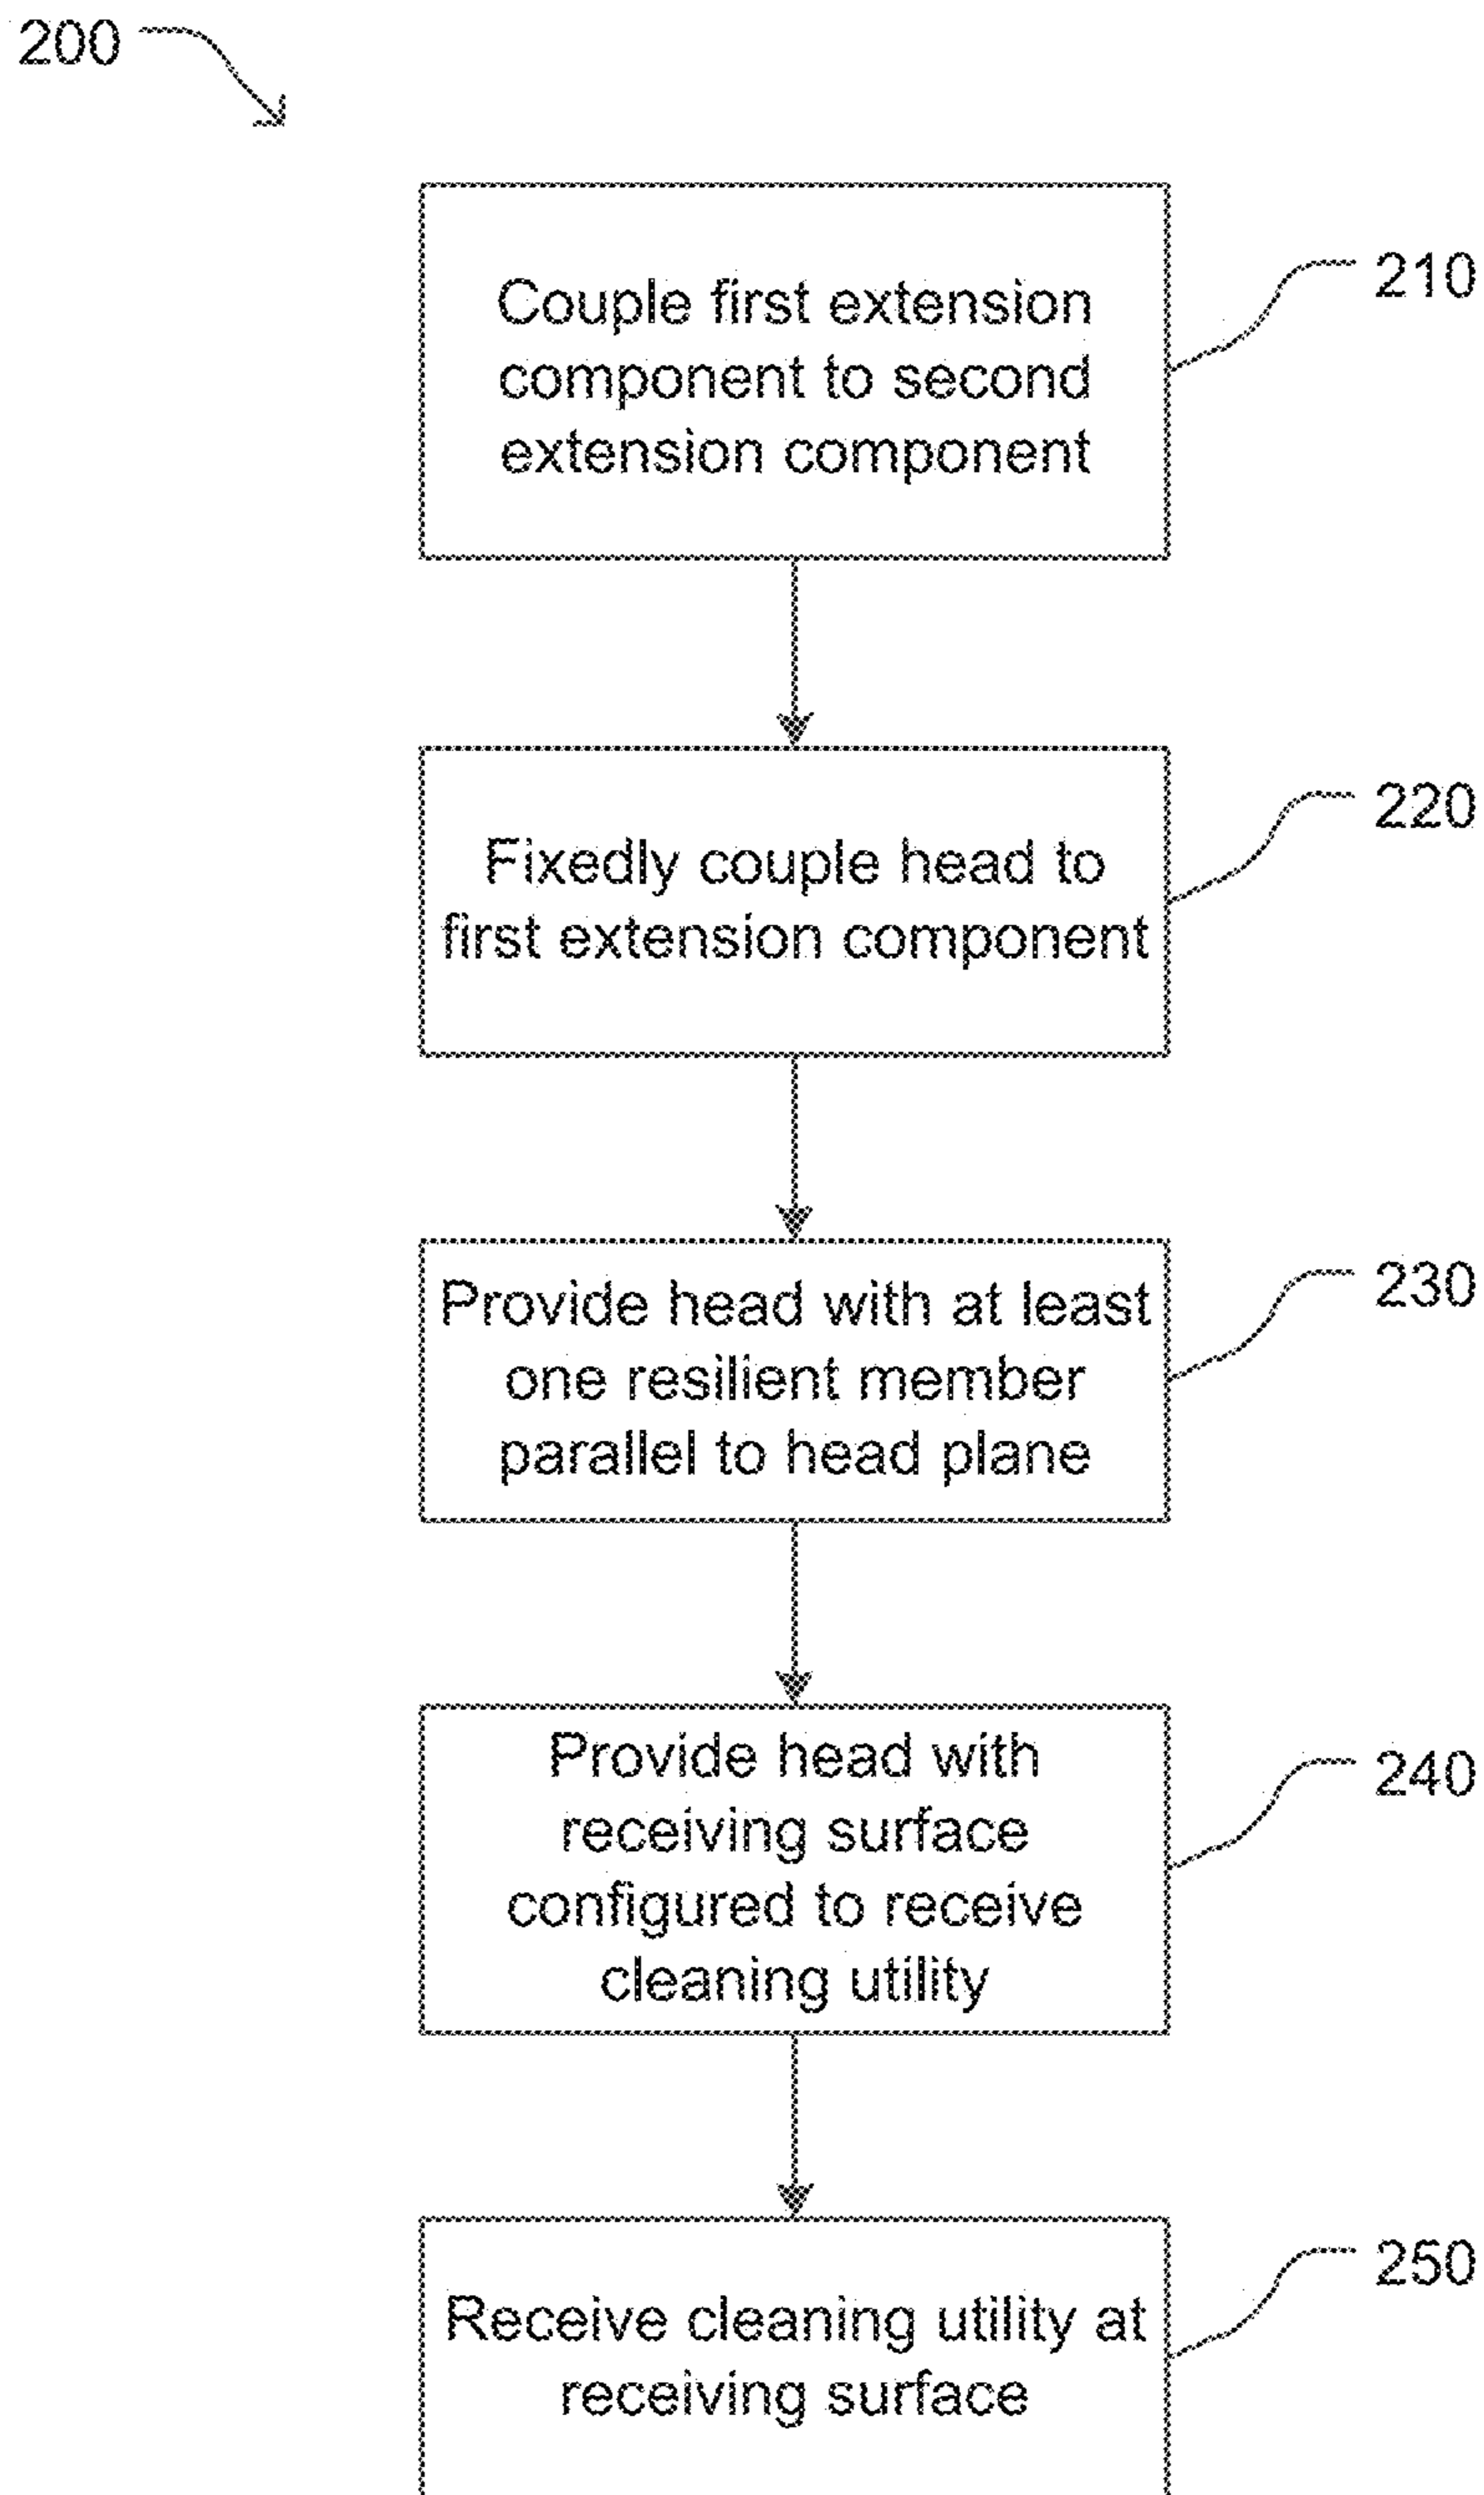 200
Couple first extension
component to second
extension component
210
Fixedly couple head to
first extension component
220
Provide head with at least
one resilient member
parallel to head plane
230
Provide head with
receiving surface
configured to receive
cleaning utility
240
Receive cleaning utility at
receiving surface
250